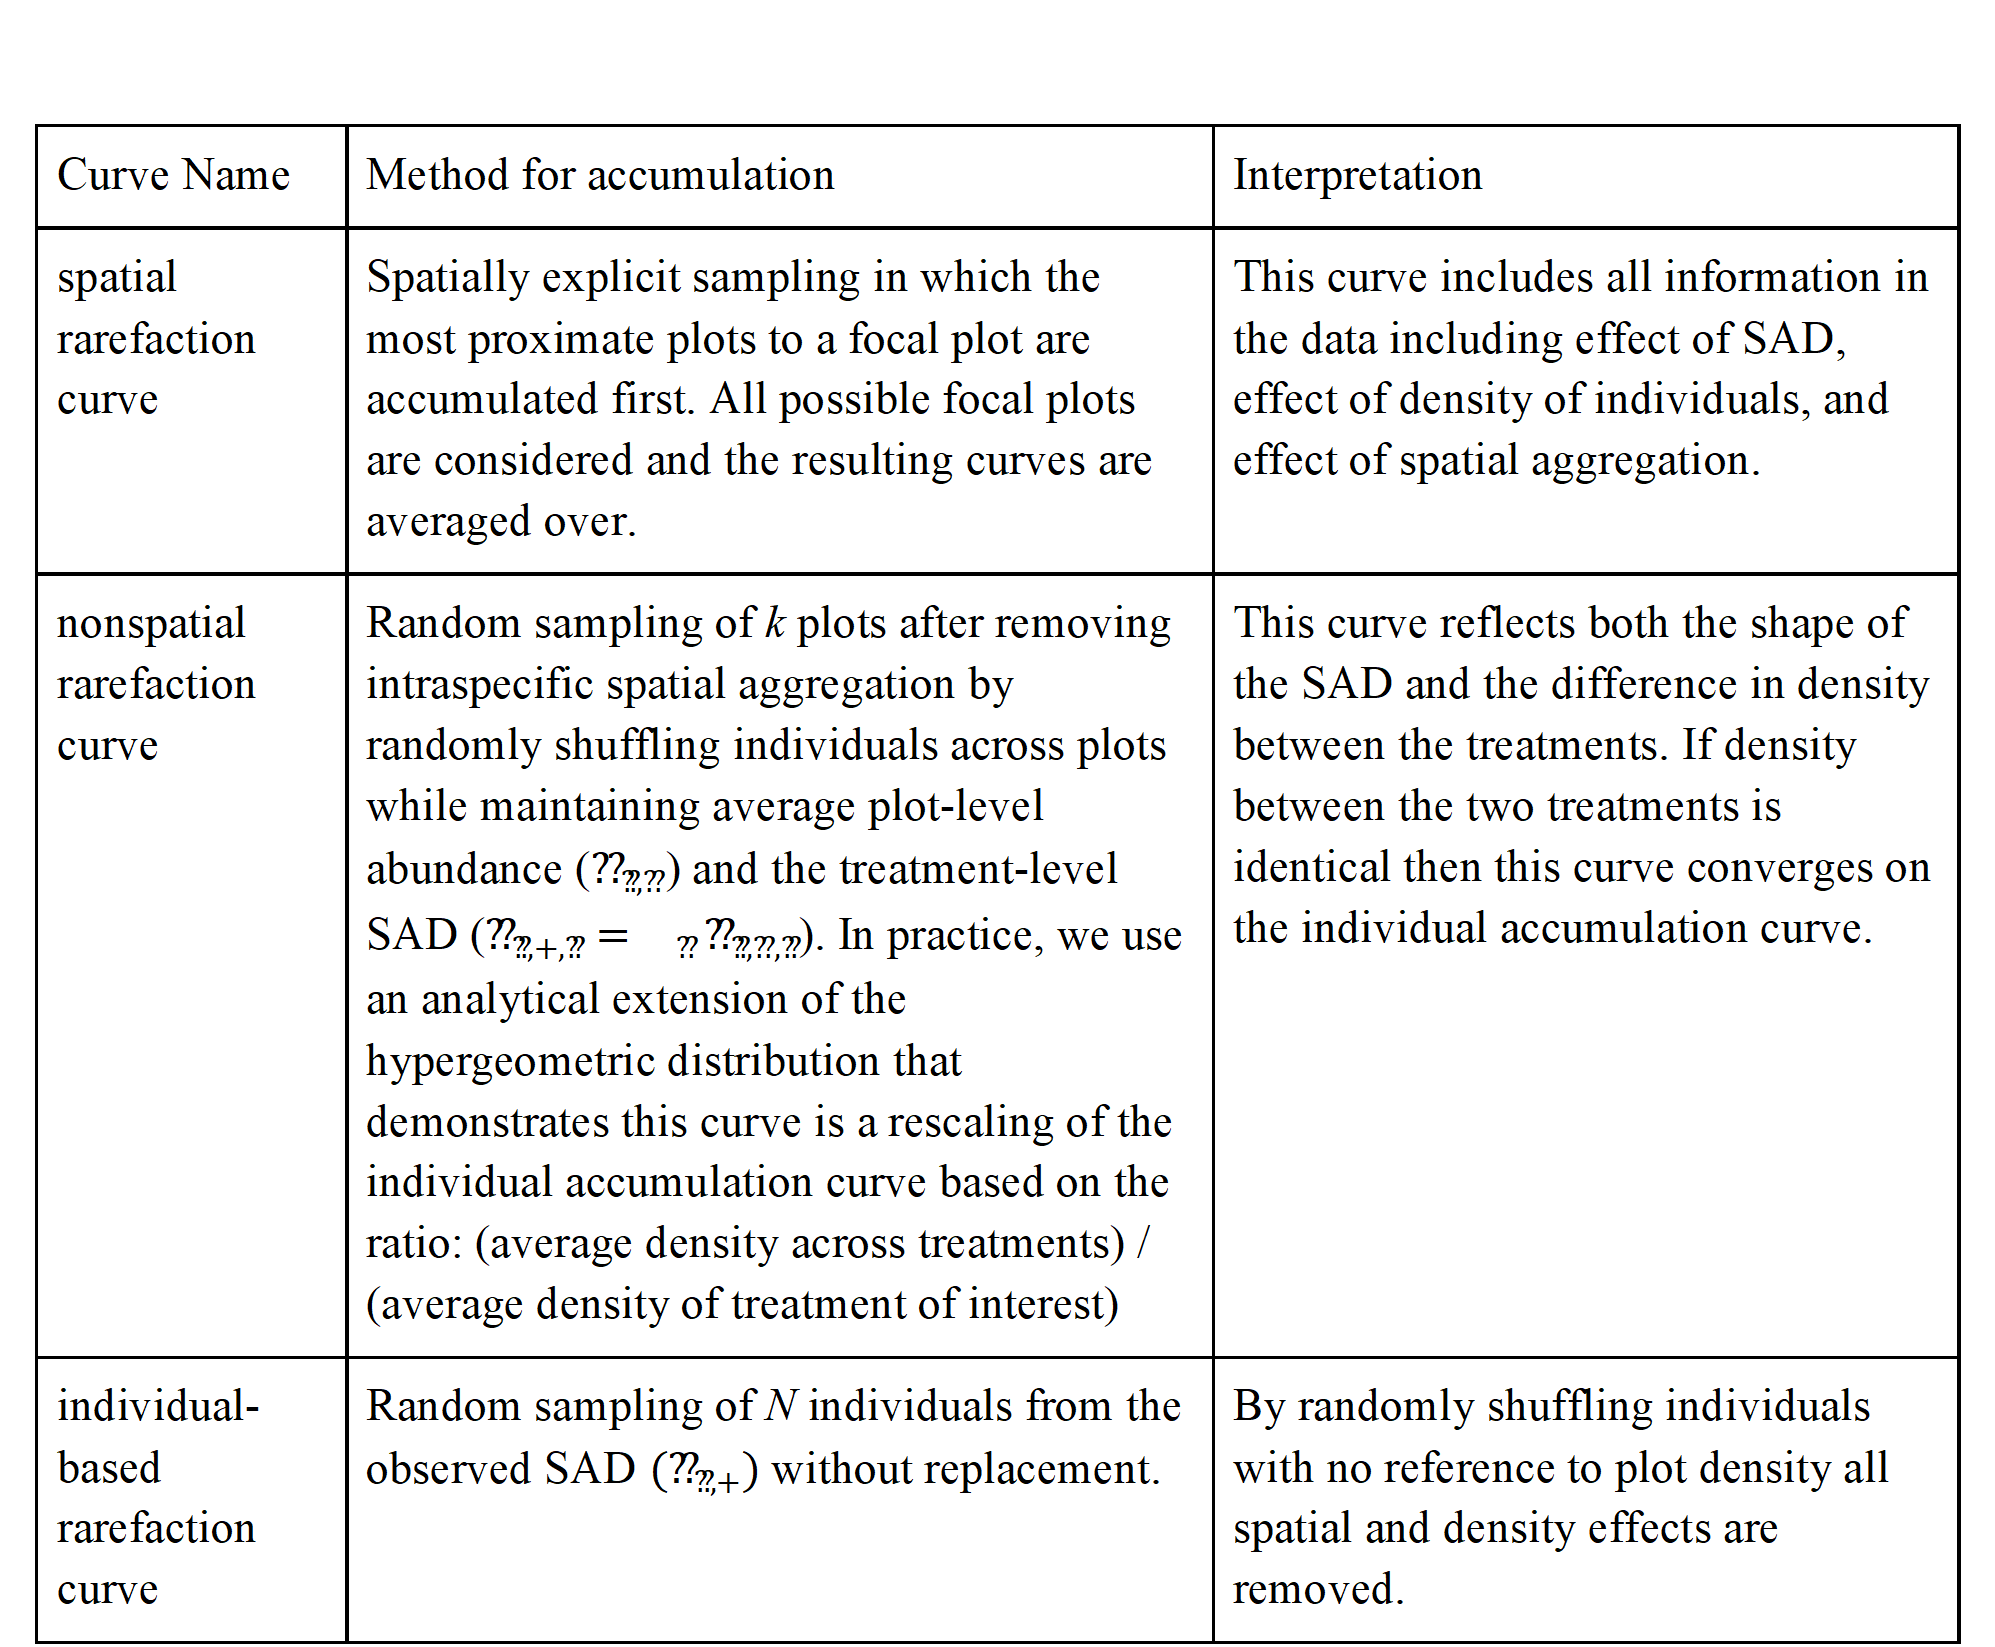 Curve Name
Method for accumulation
Interpretation
spatial
rarefaction
curve
Spatially explicit sampling in which the
most proximate plots to a focal plot are
accumulated first. All possible focal plots
are considered and the resulting curves are
averaged over.
This curve includes all information in
the data including effect of SAD,
effect of density of individuals, and
effect of spatial aggregation.
nonspatial
rarefaction
curve
Random sampling of k plots after removing
intraspecific spatial aggregation by
randomly shuffling individuals across plots
while maintaining average plot-level
abundance (??,??) and the treatment-level
SAD (??,+,?? = ?? ??,??,??). In practice, we use
an analytical extension of the
hypergeometric distribution that
demonstrates this curve is a rescaling of the
individual accumulation curve based on the
ratio: (average density across treatments) /
(average density of treatment of interest)
This curve reflects both the shape of
the SAD and the difference in density
between the treatments. If density
between the two treatments is
identical then this curve converges on
the individual accumulation curve.
individual-
based
rarefaction
curve
Random sampling of N individuals from the
observed SAD (??,+) without replacement.
By randomly shuffling individuals
with no reference to plot density all
spatial and density effects are
removed.